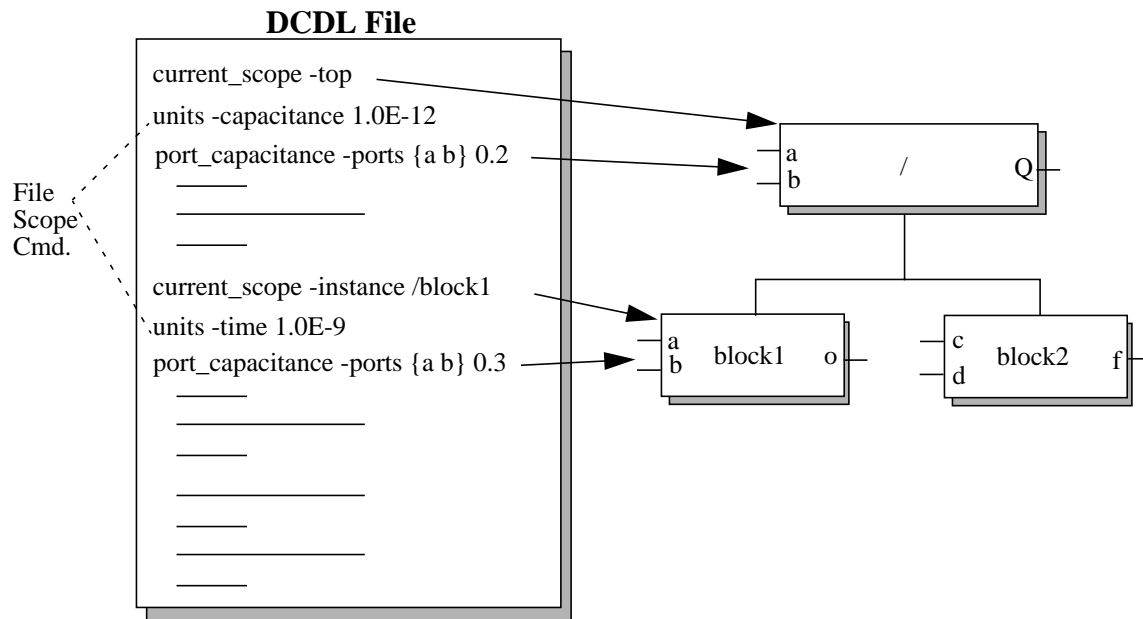 DCDL File
current_scope -top
units -capacitance 1.0E-12
port_capacitance -ports {a b} 0.2
File
Scope
Cmd.
current_scope -instance /block1
units -time 1.0E-9
port_capacitance -ports {a b} 0.3
a
b
/
Q
a
b
block1
o
c
d
block2
f